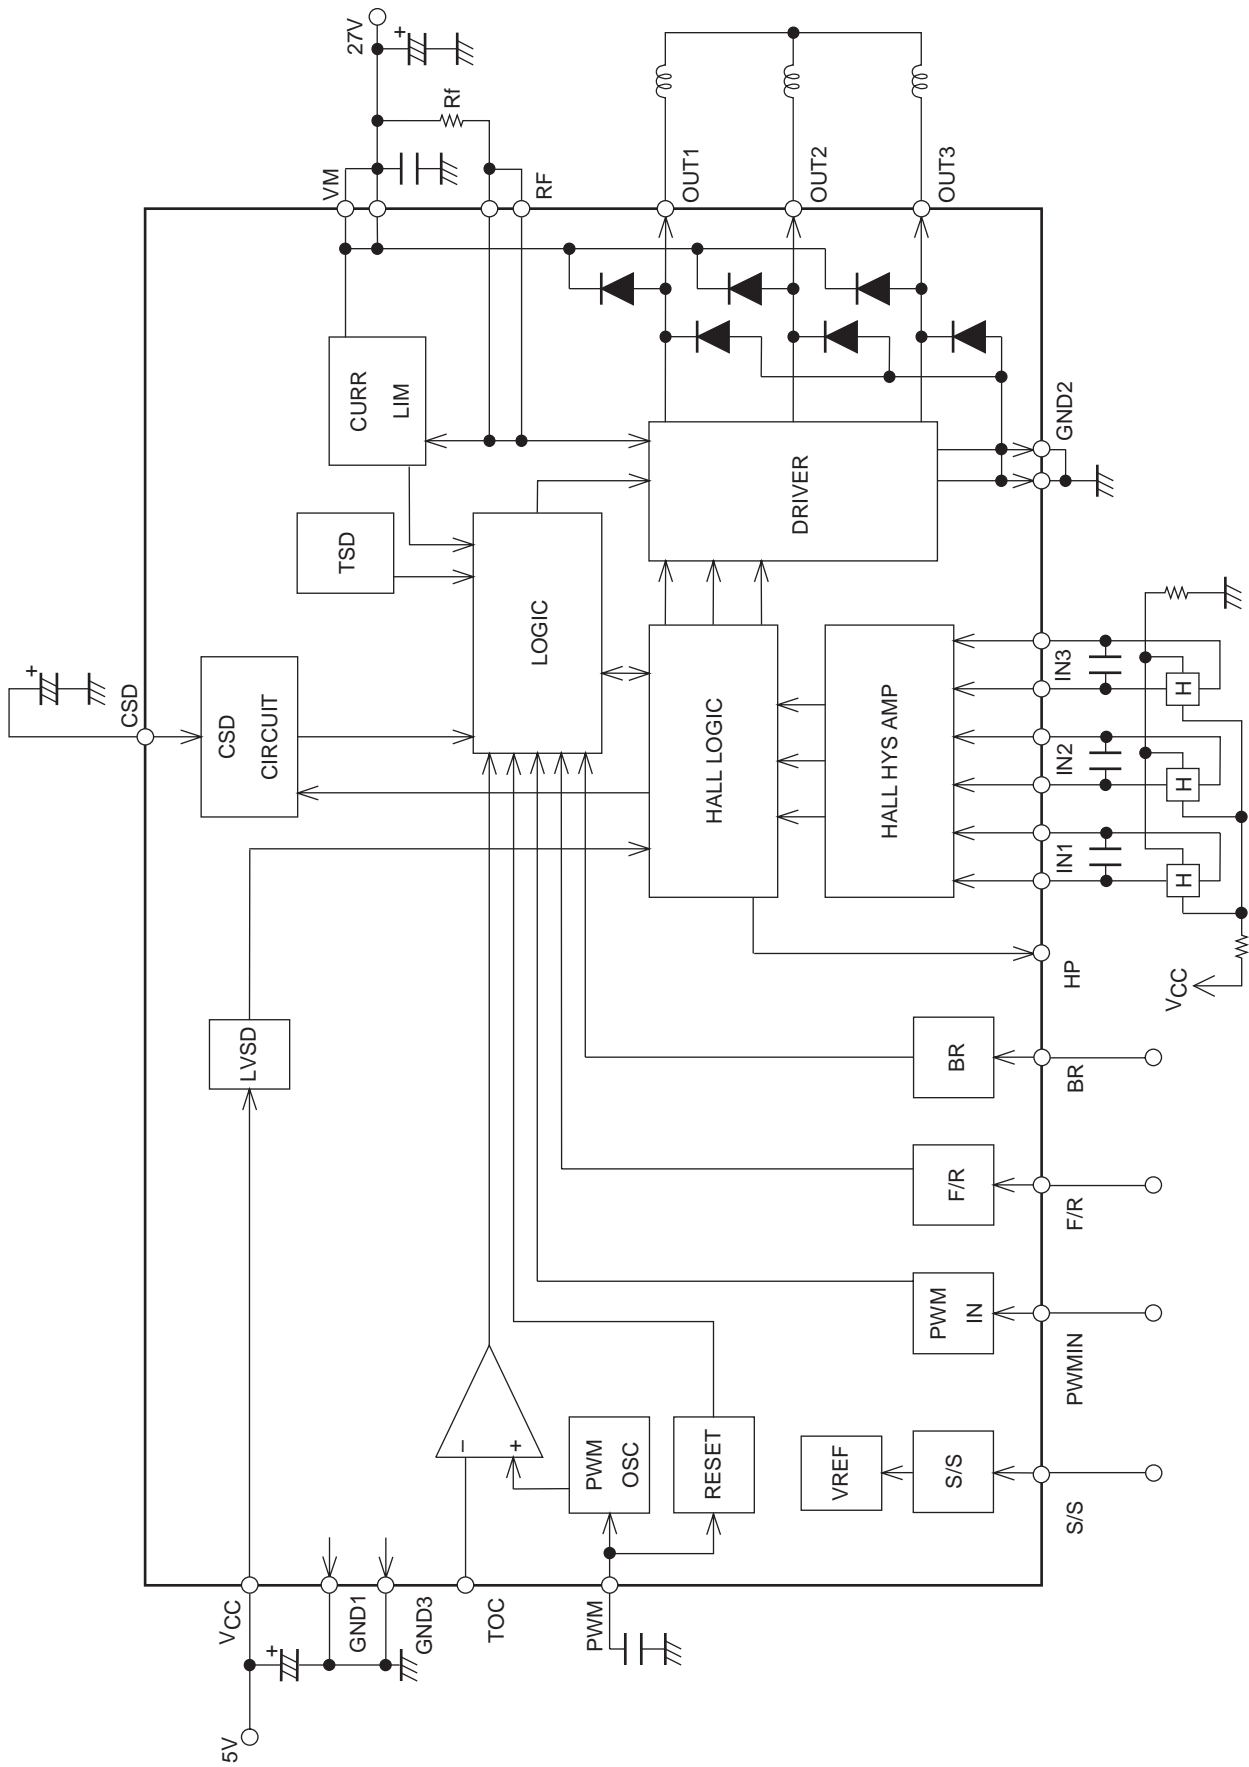 27V
+
VM
Rf
RF
OUT1
OUT2
OUT3
CURR
LIM
TSD
LOGIC
DRIVER
GND2
+
CSD
CSD
CIRCUIT
HALL LOGIC
HALL HYS AMP
IN3
H
IN2
H
IN1
H
HP
VCC
LVSD
BR
BR
F/R
F/R
PWM
IN
PWMIN
–
+
PWM
OSC
RESET
VREF
S/S
S/S
VCC
+
5V
GND1
GND3
TOC
PWM